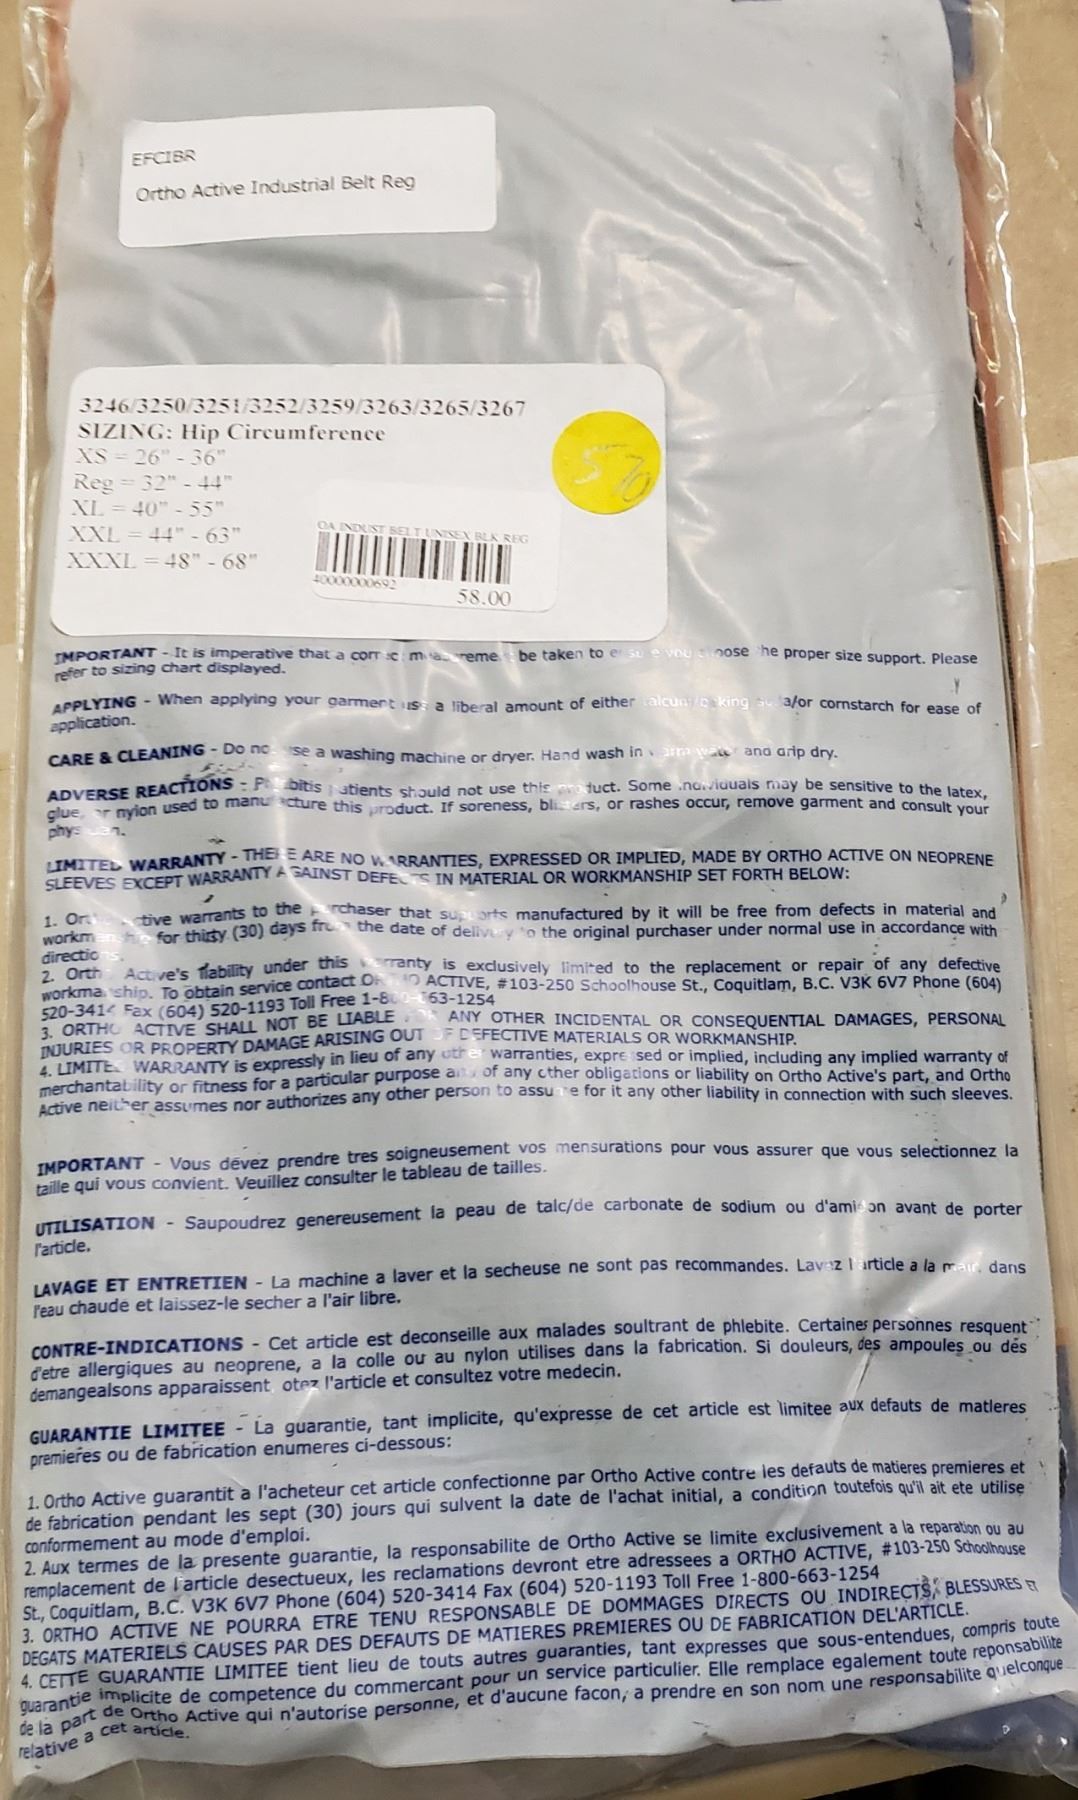 EFCIBR
Ortho Active Industrial Belt Reg
3246/3250/3251/3252/3259/3263/3265/3267
SIZING: Hip Circumference
XS = 26" - 36"
Reg = 32" - 44"
XL = 40" - 55"
XXL = 44" - 63"
XXXL = 48" - 68"
570
OA INDUST BELT UNISEX BLK REG
40000000692
58.00
IMPORTANT - It is imperative that a correct measurement be taken to ensure you choose the proper size support. Please
refer to sizing chart displayed.
APPLYING - When applying your garment use a liberal amount of either talcum/baking soda/or cornstarch for ease of
application.
CARE & CLEANING - Do not use a washing machine or dryer. Hand wash in warm water and drip dry.
ADVERSE REACTIONS - Phlebitis patients should not use this product. Some individuals may be sensitive to the latex,
glue, or nylon used to manufacture this product. If soreness, blisters, or rashes occur, remove garment and consult your
physician.
LIMITED WARRANTY - THERE ARE NO WARRANTIES, EXPRESSED OR IMPLIED, MADE BY ORTHO ACTIVE ON NEOPRENE
SLEEVES EXCEPT WARRANTY AGAINST DEFECTS IN MATERIAL OR WORKMANSHIP SET FORTH BELOW:
1. Ortho Active warrants to the purchaser that supports manufactured by it will be free from defects in material and
workmanship for thirty (30) days from the date of delivery to the original purchaser under normal use in accordance with
directions.
2. Ortho Active's liability under this warranty is exclusively limited to the replacement or repair of any defective
workmanship. To obtain service contact ORTHO ACTIVE, #103-250 Schoolhouse St., Coquitlam, B.C. V3K 6V7 Phone (604)
520-3414 Fax (604) 520-1193 Toll Free 1-800-663-1254
3. ORTHO ACTIVE SHALL NOT BE LIABLE FOR ANY OTHER INCIDENTAL OR CONSEQUENTIAL DAMAGES, PERSONAL
INJURIES OR PROPERTY DAMAGE ARISING OUT OF DEFECTIVE MATERIALS OR WORKMANSHIP.
4. LIMITED WARRANTY is expressly in lieu of any other warranties, expressed or implied, including any implied warranty of
merchantability or fitness for a particular purpose and of any other obligations or liability on Ortho Active's part, and Ortho
Active neither assumes nor authorizes any other person to assume for it any other liability in connection with such sleeves.
IMPORTANT - Vous dévez prendre tres soigneusement vos mensurations pour vous assurer que vous selectionnez la
taille qui vous convient. Veuillez consulter le tableau de tailles.
UTILISATION - Saupoudrez genereusement la peau de talc/de carbonate de sodium ou d'amidon avant de porter
l'article.
LAVAGE ET ENTRETIEN - La machine a laver et la secheuse ne sont pas recommandes. Lavez l'article a la main, dans
l'eau chaude et laissez-le secher a l'air libre.
CONTRE-INDICATIONS - Cet article est deconseille aux malades soultrant de phlebite. Certaines personnes resquent
d'etre allergiques au neoprene, a la colle ou au nylon utilises dans la fabrication. Si douleurs, des ampoules ou dés
demangealsons apparaissent, otez l'article et consultez votre medecin.
GUARANTIE LIMITEE - La guarantie, tant implicite, qu'expresse de cet article est limitee aux defauts de matleres
premieres ou de fabrication enumeres ci-dessous:
1. Ortho Active guarantit a l'acheteur cet article confectionne par Ortho Active contre les defauts de matieres premieres et
de fabrication pendant les sept (30) jours qui sulvent la date de l'achat initial, a condition toutefois qu'il ait ete utilise
conformement au mode d'emploi.
2. Aux termes de la presente guarantie, la responsabilite de Ortho Active se limite exclusivement a la reparation ou au
remplacement de l'article desectueux, les reclamations devront etre adressees a ORTHO ACTIVE, #103-250 Schoolhouse
St., Coquitlam, B.C. V3K 6V7 Phone (604) 520-3414 Fax (604) 520-1193 Toll Free 1-800-663-1254
3. ORTHO ACTIVE NE POURRA ETRE TENU RESPONSABLE DE DOMMAGES DIRECTS OU INDIRECTS, BLESSURES ET
DEGATS MATERIELS CAUSES PAR DES DEFAUTS DE MATIERES PREMIERES OU DE FABRICATION DEL'ARTICLE.
4. CETTE GUARANTIE LIMITEE tient lieu de touts autres guaranties, tant expresses que sous-entendues, compris toute
guarantie implicite de competence du commercant pour un service particulier. Elle remplace egalement toute reponsabilite
de la part de Ortho Active qui n'autorise personne, et d'aucune facon, a prendre en son nom une responsabilite quelconque
relative a cet article.